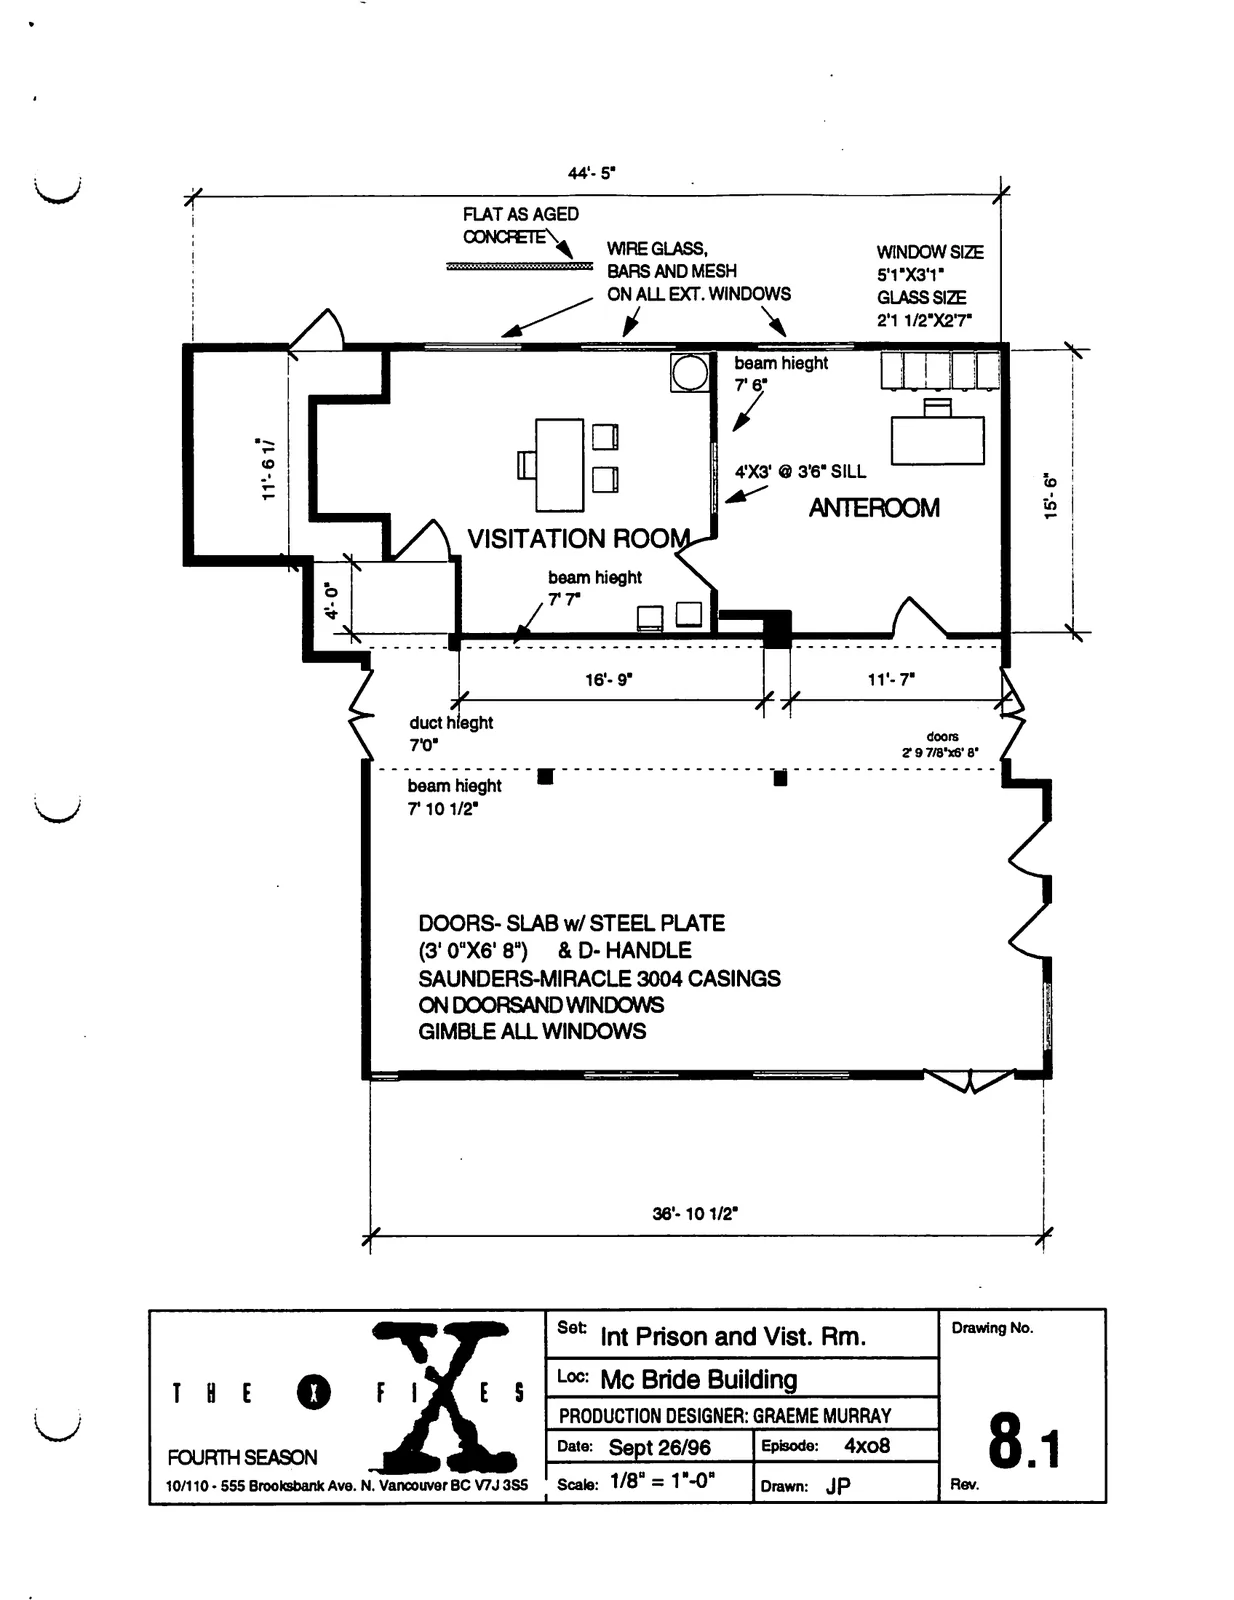 44'- 5"
FLAT AS AGED
CONCRETE
WIRE GLASS,
BARS AND MESH
ON ALL EXT. WINDOWS
WINDOW SIZE
5'1"X3'1"
GLASS SIZE
2'1 1/2"X2'7"
beam hieght
7' 6"
11'- 6 1/"
4'X3' @ 3'6" SILL
ANTEROOM
15'- 6"
VISITATION ROOM
beam hieght
7' 7"
4'- 0"
16'- 9"
11'- 7"
duct hieght
7'0"
doors
2' 9 7/8"x6' 8"
beam hieght
7' 10 1/2"
DOORS- SLAB w/ STEEL PLATE
(3' 0"X6' 8") & D- HANDLE
SAUNDERS-MIRACLE 3004 CASINGS
ON DOORSAND WINDOWS
GIMBLE ALL WINDOWS
36'- 10 1/2"
THE X FILES
X
FOURTH SEASON
10/110 - 555 Brooksbank Ave. N. Vancouver BC V7J 3S5
Set: Int Prison and Vist. Rm.
Loc: Mc Bride Building
PRODUCTION DESIGNER: GRAEME MURRAY
Date: Sept 26/96
Episode: 4xo8
Scale: 1/8" = 1"-0"
Drawn: JP
Drawing No.
8.1
Rev.